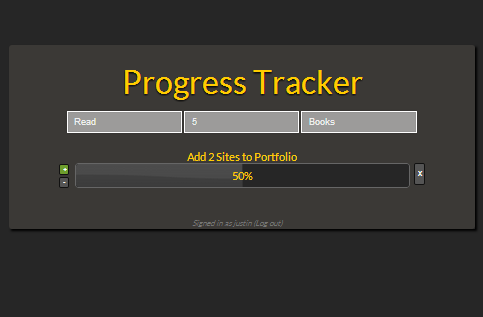 Progress Tracker
Read 5 Books
Add 2 Sites to Portfolio
+
50% x
-
Signed in as justin (Log out)